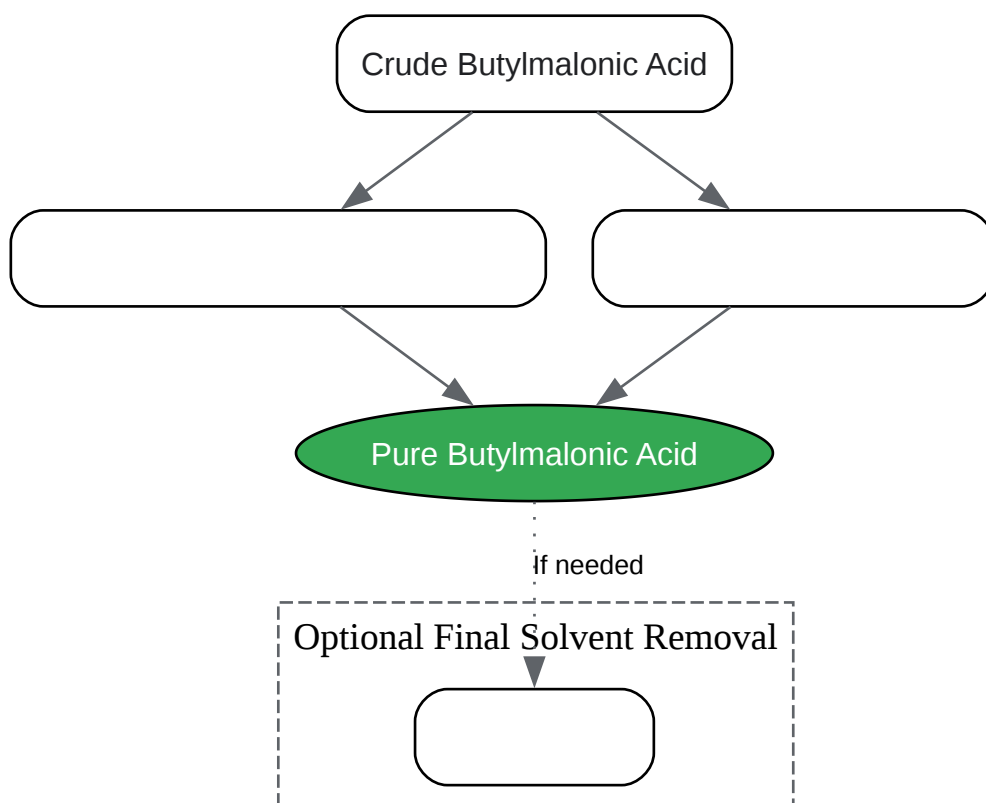 Crude Butylmalonic Acid
Pure Butylmalonic Acid
If needed
Optional Final Solvent Removal